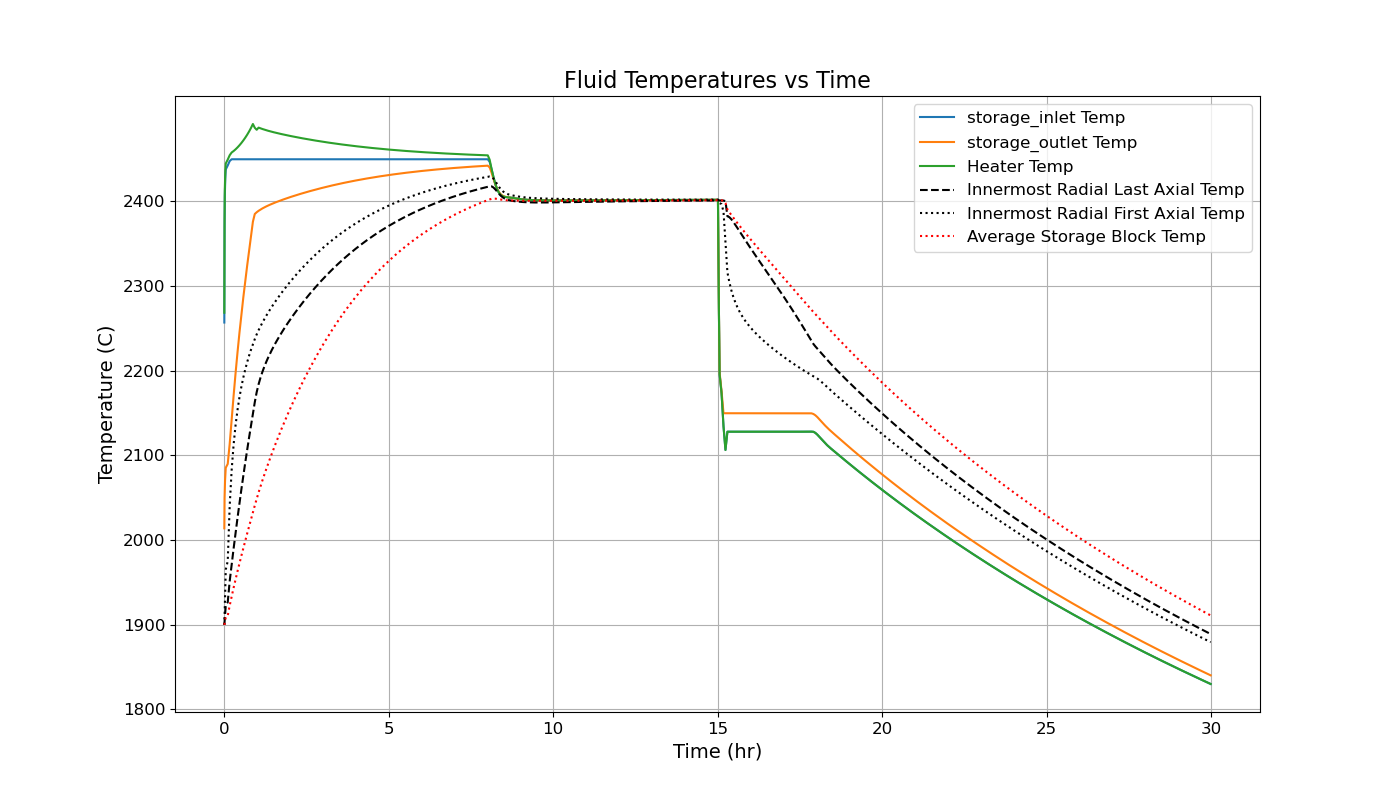 Fluid Temperatures vs Time
storage_inlet Temp
storage_outlet Temp
Heater Temp
Innermost Radial Last Axial Temp
Innermost Radial First Axial Temp
Average Storage Block Temp
Temperature (C)
2400
2300
2200
2100
2000
1900
1800
0 5 10 15 20 25 30
Time (hr)